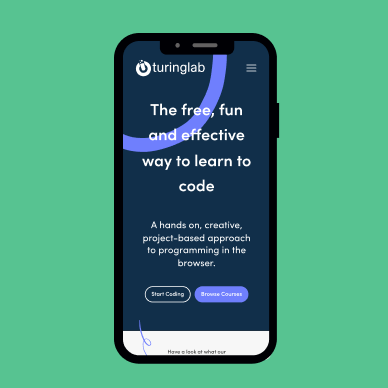 turinglab
The free, fun
and effective
way to learn to
code
A hands on, creative,
project-based approach
to programming in the
browser.
Start Coding
Browse Courses
Have a look at what our